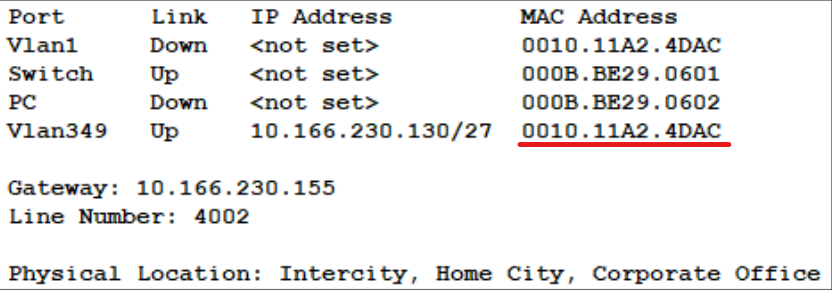 Port Link IP Address MAC Address
Vlan1 Down <not set> 0010.11A2.4DAC
Switch Up <not set> 000B.BE29.0601
PC Down <not set> 000B.BE29.0602
Vlan349 Up 10.166.230.130/27 0010.11A2.4DAC
Gateway: 10.166.230.155
Line Number: 4002
Physical Location: Intercity, Home City, Corporate Office